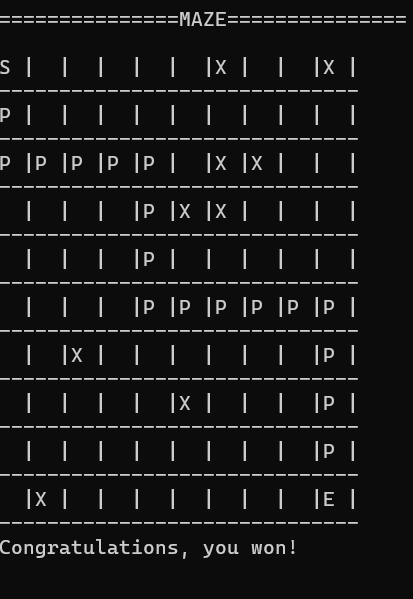 ===============MAZE===============
S |  |  |  |  |  |X |  |  |X |
------------------------------
P |  |  |  |  |  |  |  |  |  |
------------------------------
P |P |P |P |P |  |X |X |  |  |
------------------------------
  |  |  |  |P |X |X |  |  |  |
------------------------------
  |  |  |  |P |  |  |  |  |  |
------------------------------
  |  |  |  |P |P |P |P |P |P |
------------------------------
  |  |X |  |  |  |  |  |  |P |
------------------------------
  |  |  |  |  |X |  |  |  |P |
------------------------------
  |  |  |  |  |  |  |  |  |P |
------------------------------
  |X |  |  |  |  |  |  |  |E |
------------------------------
Congratulations, you won!